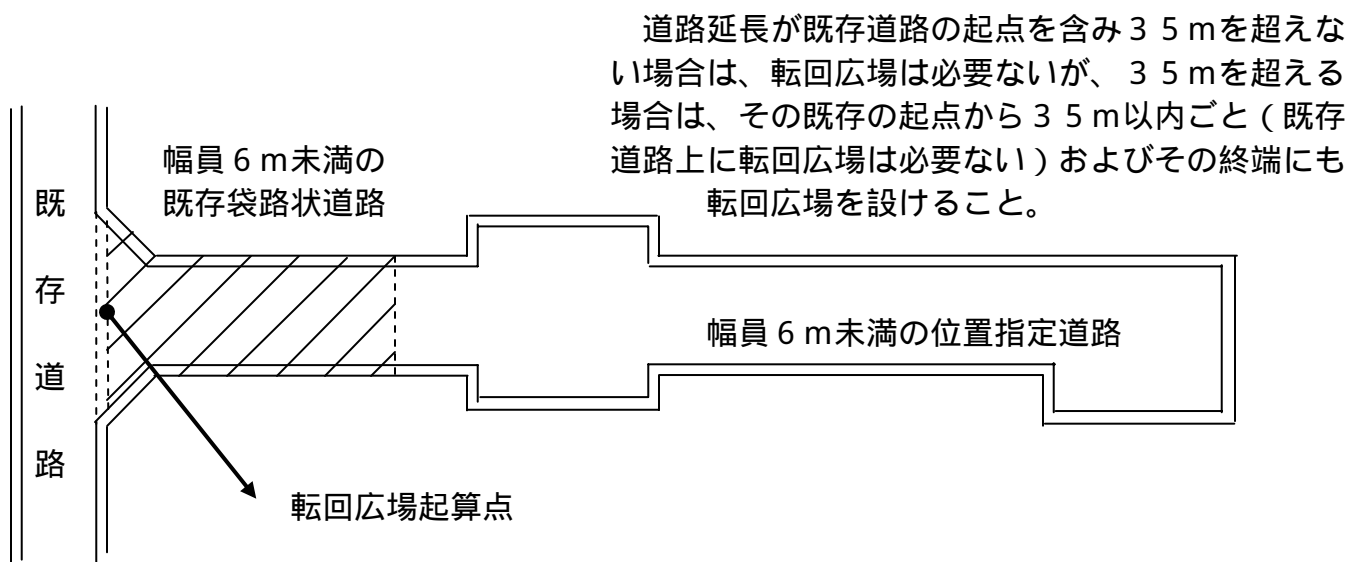 道路延長が既存道路の起点を含み３５ｍを超えな
い場合は、転回広場は必要ないが、３５ｍを超える
場合は、その既存の起点から３５ｍ以内ごと（既存
道路上に転回広場は必要ない）およびその終端にも
転回広場を設けること。
幅員６ｍ未満の
既存袋路状道路
既存道路
幅員６ｍ未満の位置指定道路
転回広場起算点